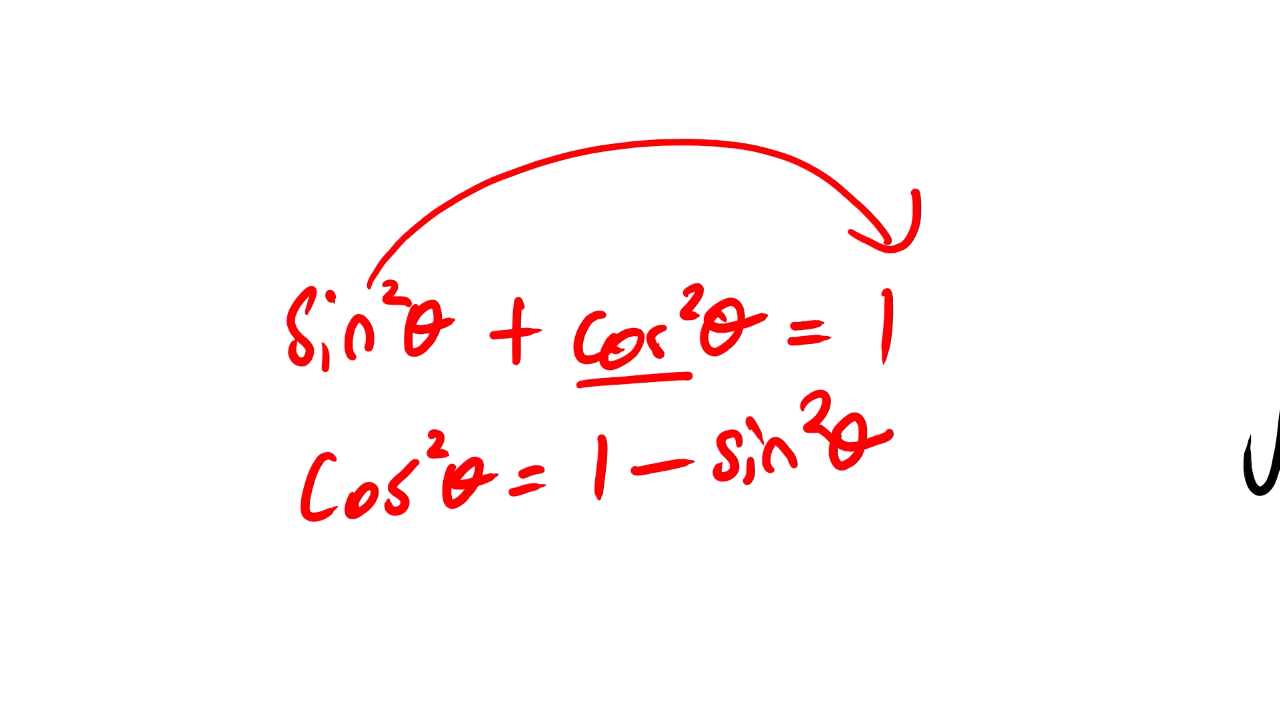 sin²θ + cos²θ = 1
cos²θ = 1 − sin²θ